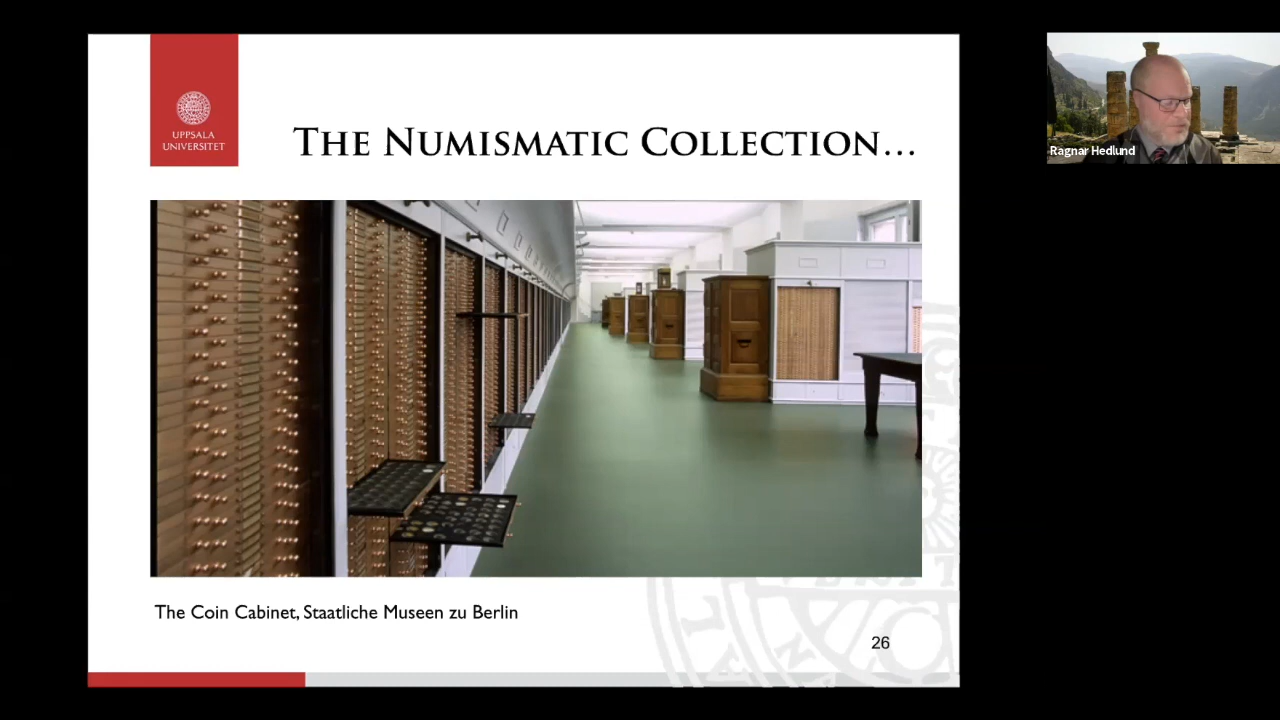 UPPSALA
UNIVERSITET
THE NUMISMATIC COLLECTION...
Ragnar Hedlund
The Coin Cabinet, Staatliche Museen zu Berlin
26